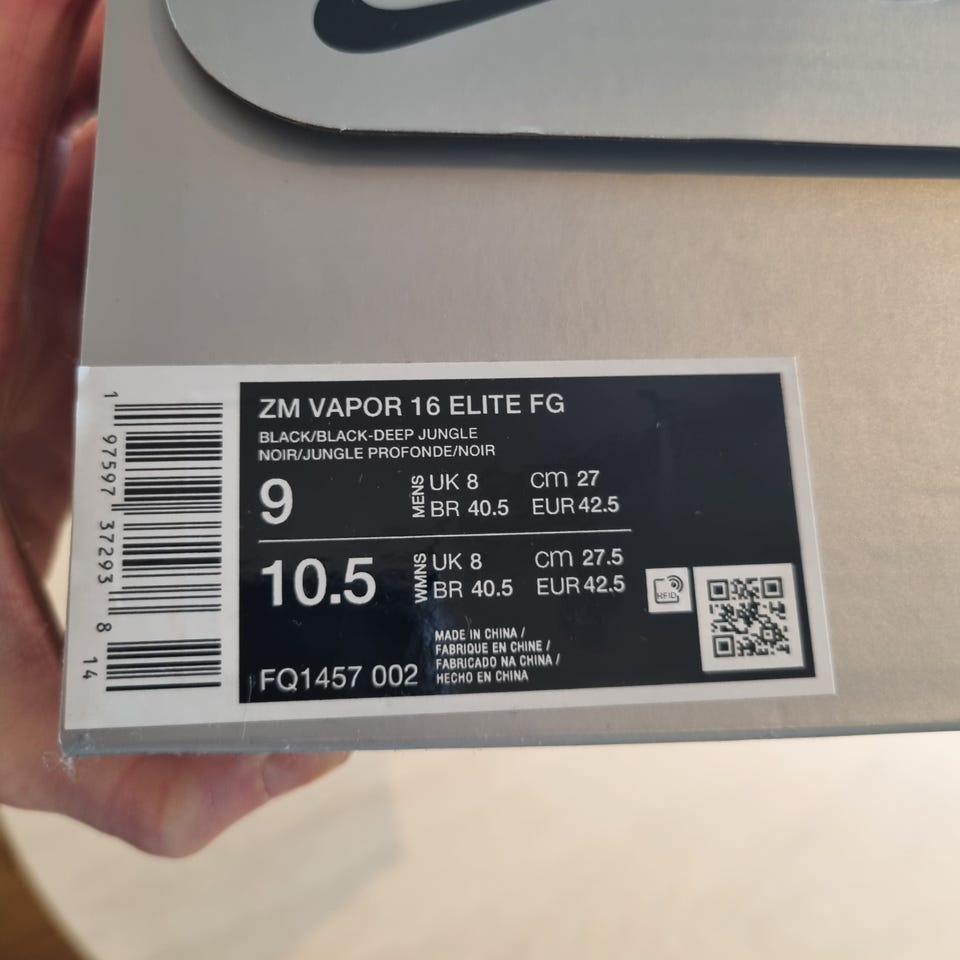 ZM VAPOR 16 ELITE FG
BLACK/BLACK-DEEP JUNGLE
NOIR/JUNGLE PROFONDE/NOIR
9 MENS UK 8 cm 27
BR 40.5 EUR 42.5
10.5 WMNS UK 8 cm 27.5
BR 40.5 EUR 42.5
RFID
MADE IN CHINA /
FABRIQUE EN CHINE /
FABRICADO NA CHINA /
HECHO EN CHINA
FQ1457 002
1 97597 37293 8 14